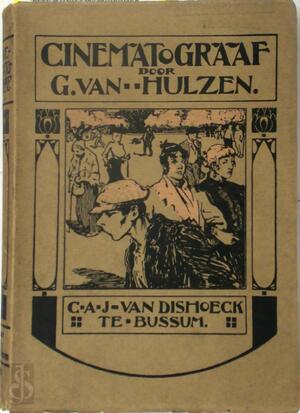 CINEMATOGRAAF
DOOR
G. VAN HULZEN.
C·A·J·VAN DISHOECK
TE·BUSSUM.